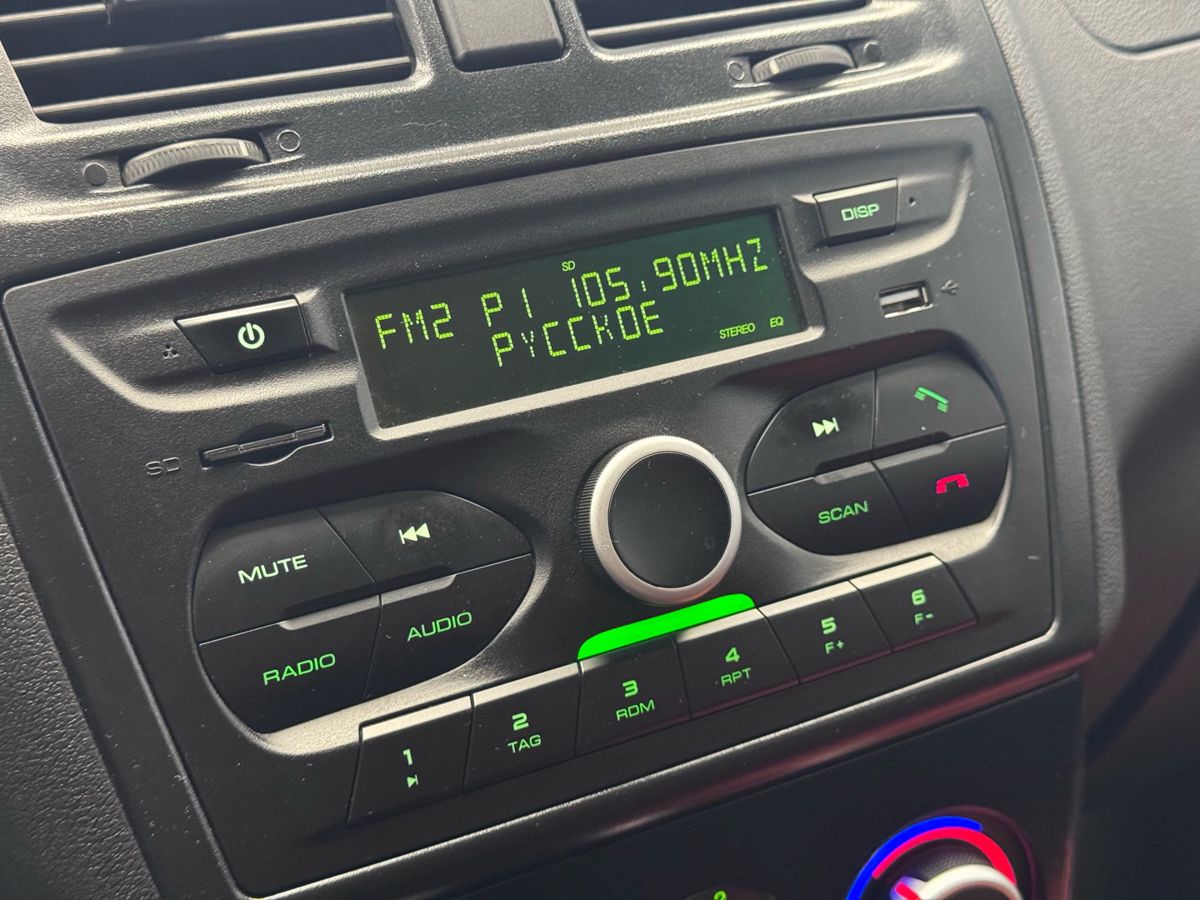 DISP
SD
FM2 P1 105.90MHZ
РУССКОЕ
STEREO EQ
SD
MUTE
SCAN
RADIO
AUDIO
1
2
TAG
3
RDM
4
RPT
5
F+
6
F-